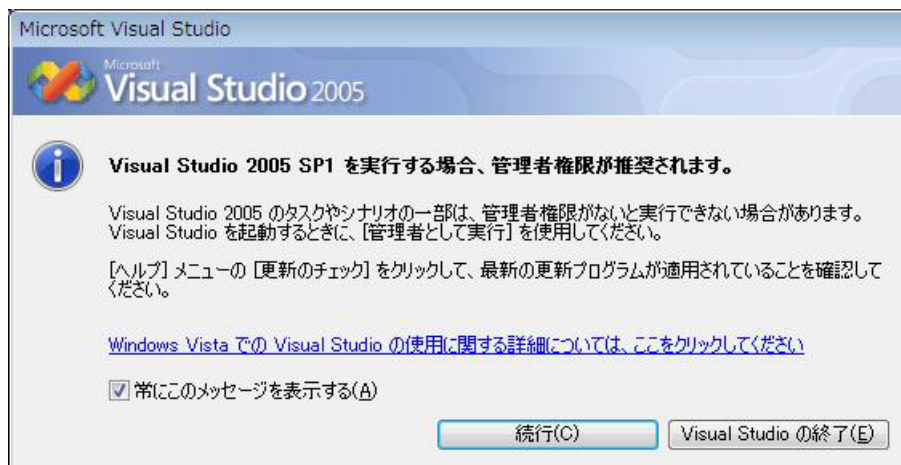 Microsoft Visual Studio
Microsoft
Visual Studio 2005
Visual Studio 2005 SP1 を実行する場合、管理者権限が推奨されます。
Visual Studio 2005 のタスクやシナリオの一部は、管理者権限がないと実行できない場合があります。
Visual Studio を起動するときに、[管理者として実行] を使用してください。
[ヘルプ] メニューの [更新のチェック] をクリックして、最新の更新プログラムが適用されていることを確認して
ください。
Windows Vista での Visual Studio の使用に関する詳細については、ここをクリックしてください
常にこのメッセージを表示する(A)
続行(C)
Visual Studio の終了(E)